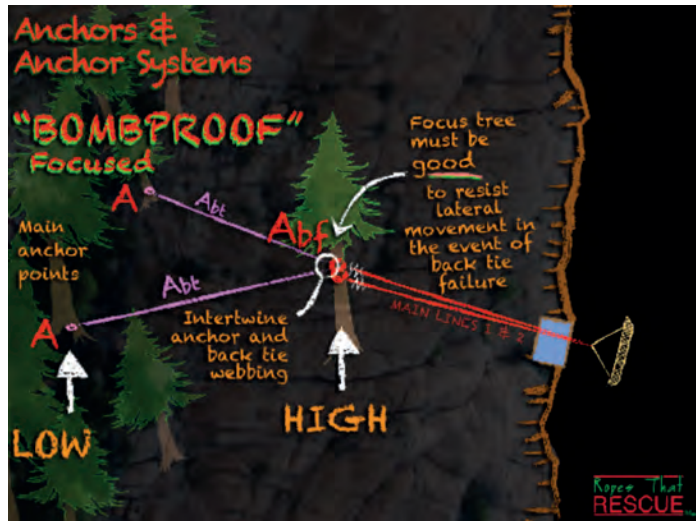 Anchors &
Anchor Systems
"BOMBPROOF"
Focused
A
Abt
Main
anchor
points
Abt
A
LOW
Abf
Focus tree
must be
good
to resist
lateral
movement in
the event of
back tie
failure
MAIN LINES 1 & 2
Intertwine
anchor and
back tie
webbing
HIGH
Ropes That
RESCUE